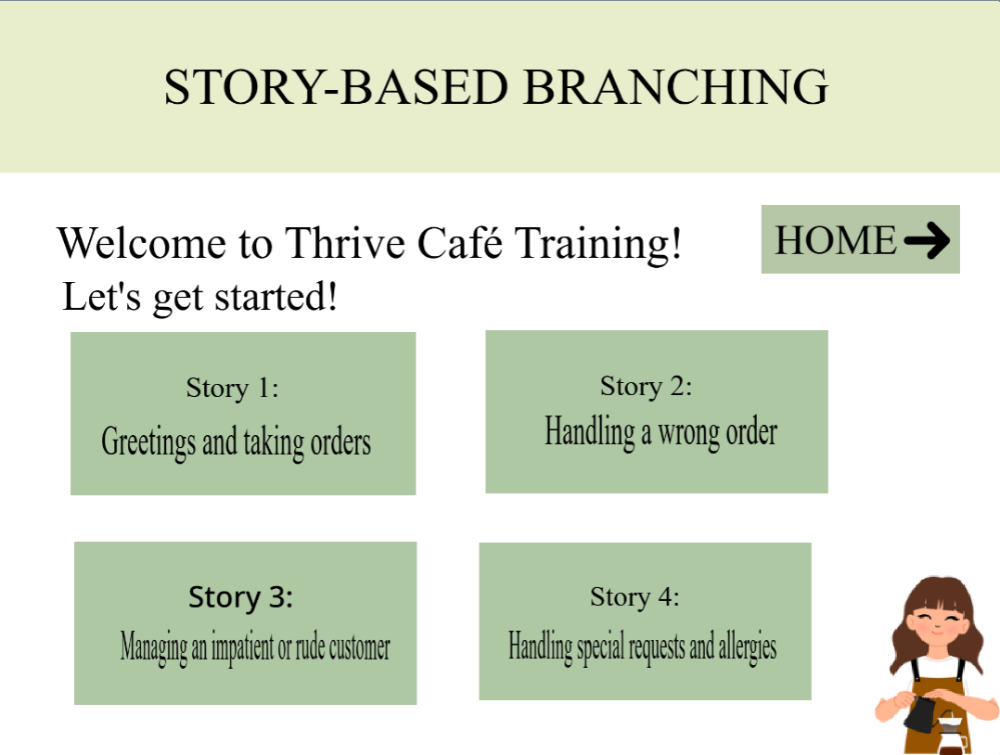 STORY-BASED BRANCHING
Welcome to Thrive Café Training!
HOME
Let's get started!
Story 1:
Greetings and taking orders
Story 2:
Handling a wrong order
Story 3:
Managing an impatient or rude customer
Story 4:
Handling special requests and allergies